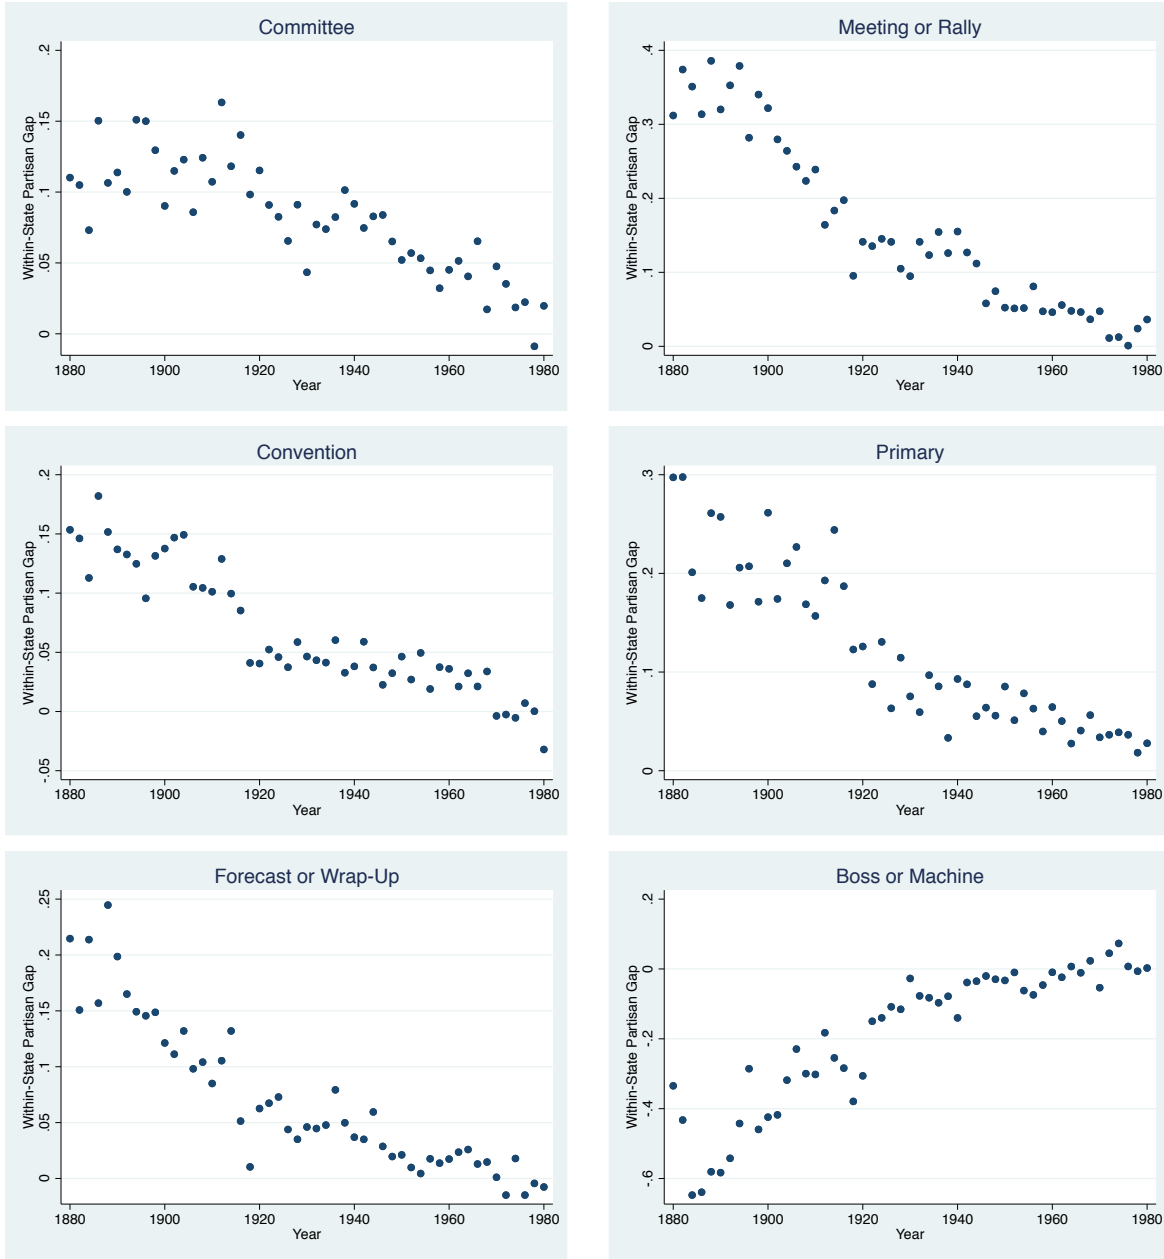 Committee
Within-State Partisan Gap
.2
.15
.1
.05
0
1880 1900 1920 1940 1960 1980
Year
Meeting or Rally
Within-State Partisan Gap
.4
.3
.2
.1
0
1880 1900 1920 1940 1960 1980
Year
Convention
Within-State Partisan Gap
.2
.15
.1
.05
0
-.05
1880 1900 1920 1940 1960 1980
Year
Primary
Within-State Partisan Gap
.3
.2
.1
0
1880 1900 1920 1940 1960 1980
Year
Forecast or Wrap-Up
Within-State Partisan Gap
.25
.2
.15
.1
.05
0
1880 1900 1920 1940 1960 1980
Year
Boss or Machine
Within-State Partisan Gap
.2
0
-.2
-.4
-.6
1880 1900 1920 1940 1960 1980
Year